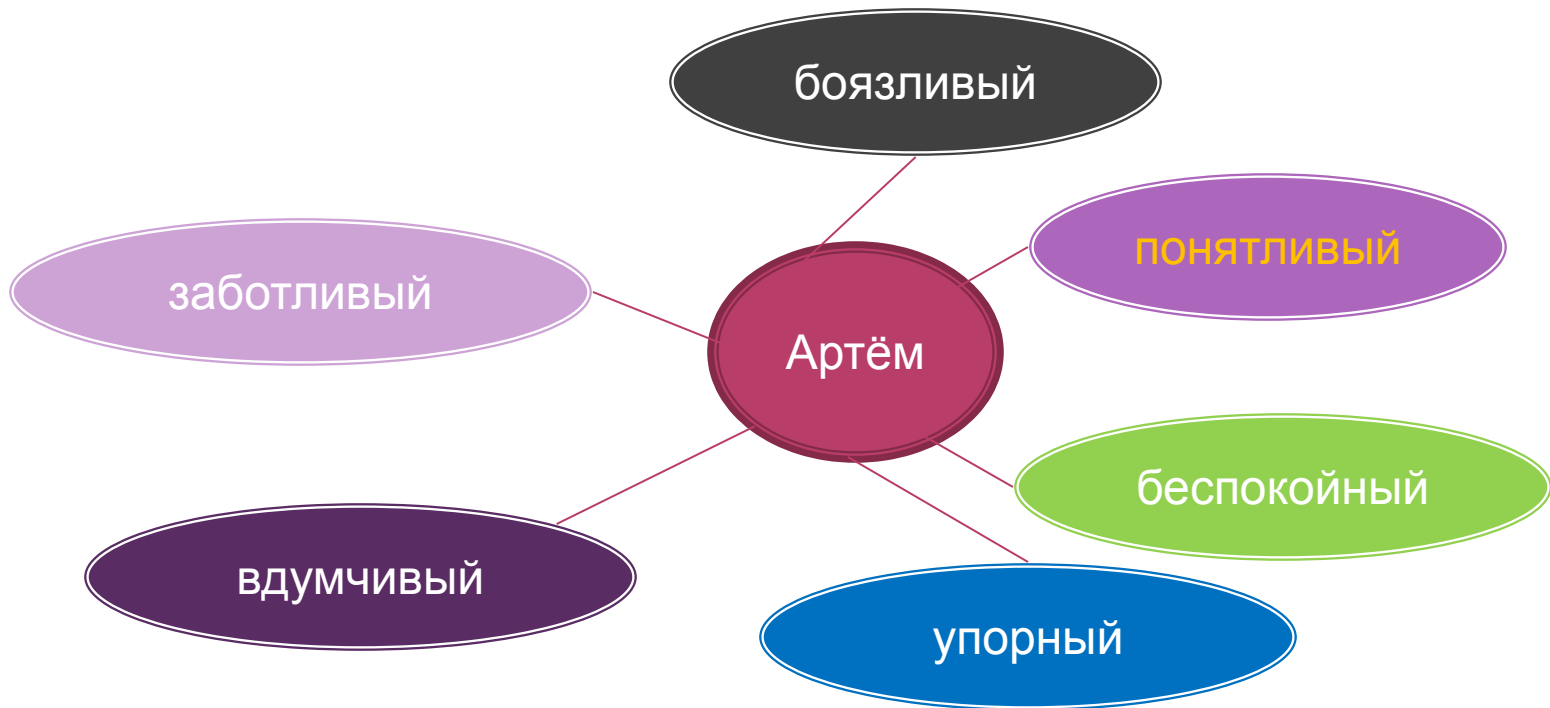 боязливый
понятливый
заботливый
Артём
беспокойный
вдумчивый
упорный